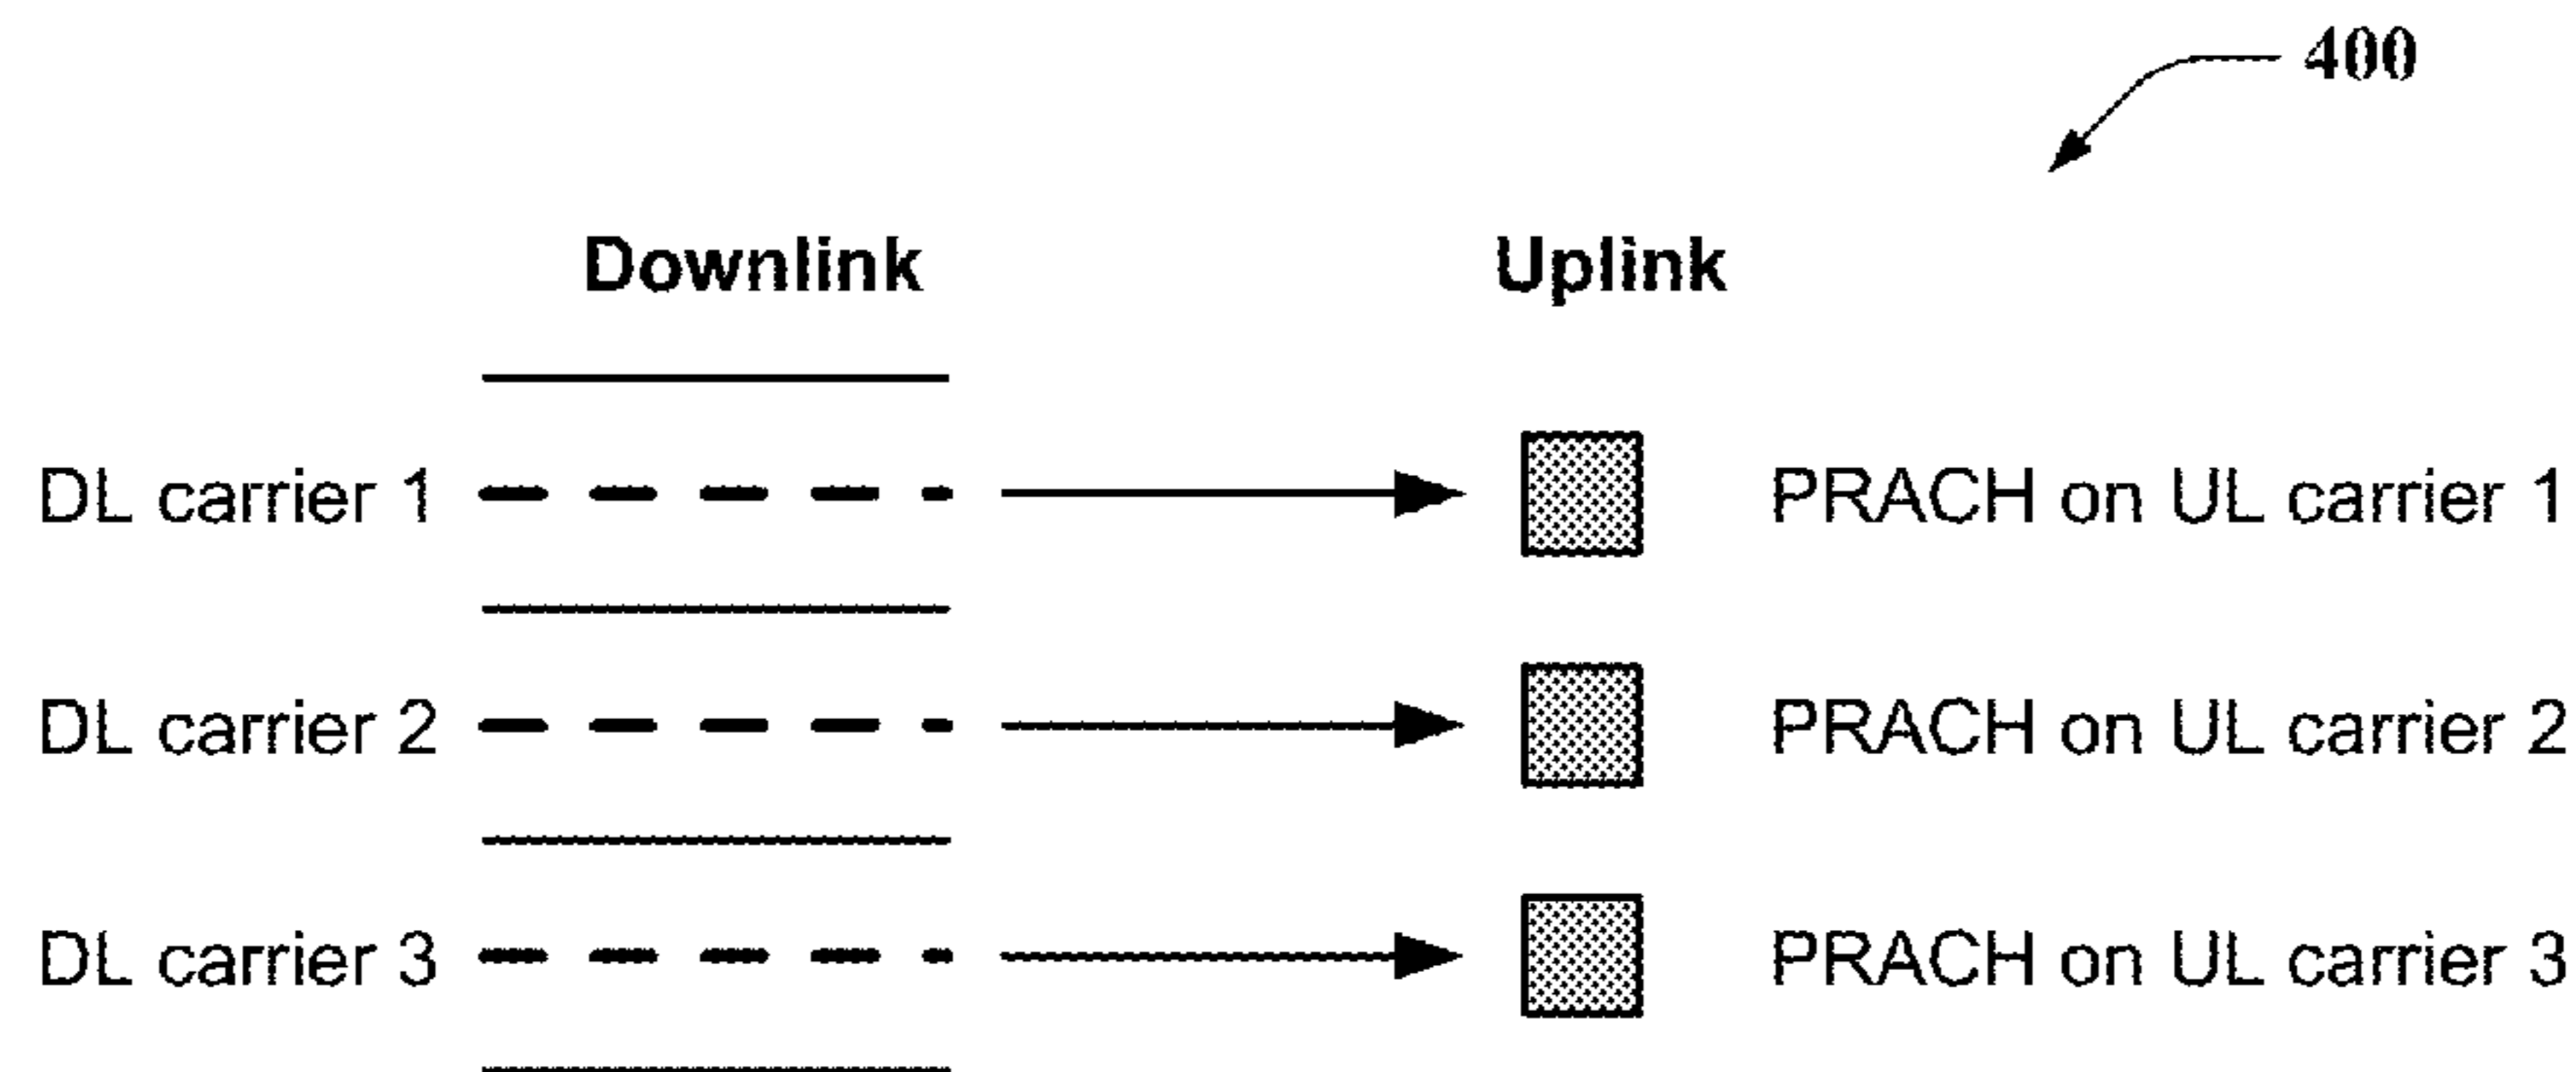 400
Downlink Uplink
DL carrier 1 PRACH on UL carrier 1
DL carrier 2 PRACH on UL carrier 2
DL carrier 3 PRACH on UL carrier 3